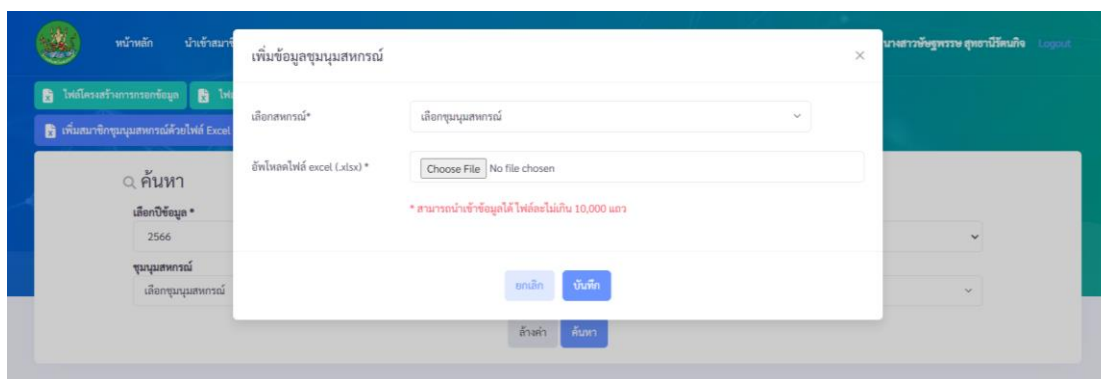 หน้าหลัก นำเข้าสมาชิ
นางสาวษัษฐพรรษ สุทธานีรัตนกิจ Logout
เพิ่มข้อมูลชุมนุมสหกรณ์
ไฟล์โครงสร้างการกรอกข้อมูล
เพิ่มสมาชิกชุมนุมสหกรณ์ด้วยไฟล์ Excel
เลือกสหกรณ์* เลือกชุมนุมสหกรณ์
อัพโหลดไฟล์ excel (.xlsx) * Choose File No file chosen
* สามารถนำเข้าข้อมูลได้ ไฟล์ละไม่เกิน 10,000 แถว
ค้นหา
เลือกปีข้อมูล *
2566
ชุมนุมสหกรณ์
เลือกชุมนุมสหกรณ์
ยกเลิก บันทึก
ล้างค่า ค้นหา